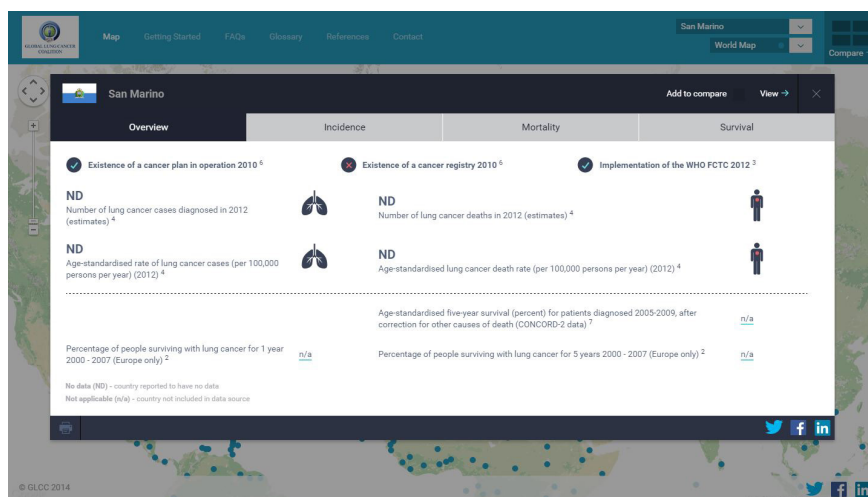 GLOBAL LUNG CANCER
COALITION
Map
Getting Started
FAQs
Glossary
References
Contact
San Marino
World Map
Compare
San Marino
Add to compare
View
Overview
Incidence
Mortality
Survival
Existence of a cancer plan in operation 2010 6
Existence of a cancer registry 2010 6
Implementation of the WHO FCTC 2012 3
ND
Number of lung cancer cases diagnosed in 2012
(estimates) 4
ND
Number of lung cancer deaths in 2012 (estimates) 4
ND
Age-standardised rate of lung cancer cases (per 100,000
persons per year) (2012) 4
ND
Age-standardised lung cancer death rate (per 100,000 persons per year) (2012) 4
Age-standardised five-year survival (percent) for patients diagnosed 2005-2009, after
correction for other causes of death (CONCORD-2 data) 7
n/a
Percentage of people surviving with lung cancer for 1 year
2000 - 2007 (Europe only) 2
n/a
Percentage of people surviving with lung cancer for 5 years 2000 - 2007 (Europe only) 2
n/a
No data (ND) - country reported to have no data
Not applicable (n/a) - country not included in data source
© GLCC 2014